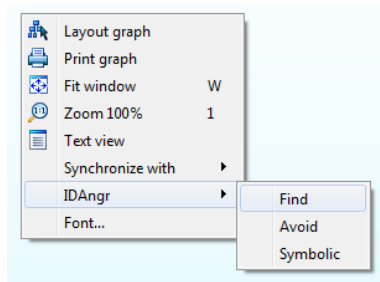 Layout graph
Print graph
Fit window W
Zoom 100% 1
Text view
Synchronize with
IDAngr
Font...
Find
Avoid
Symbolic